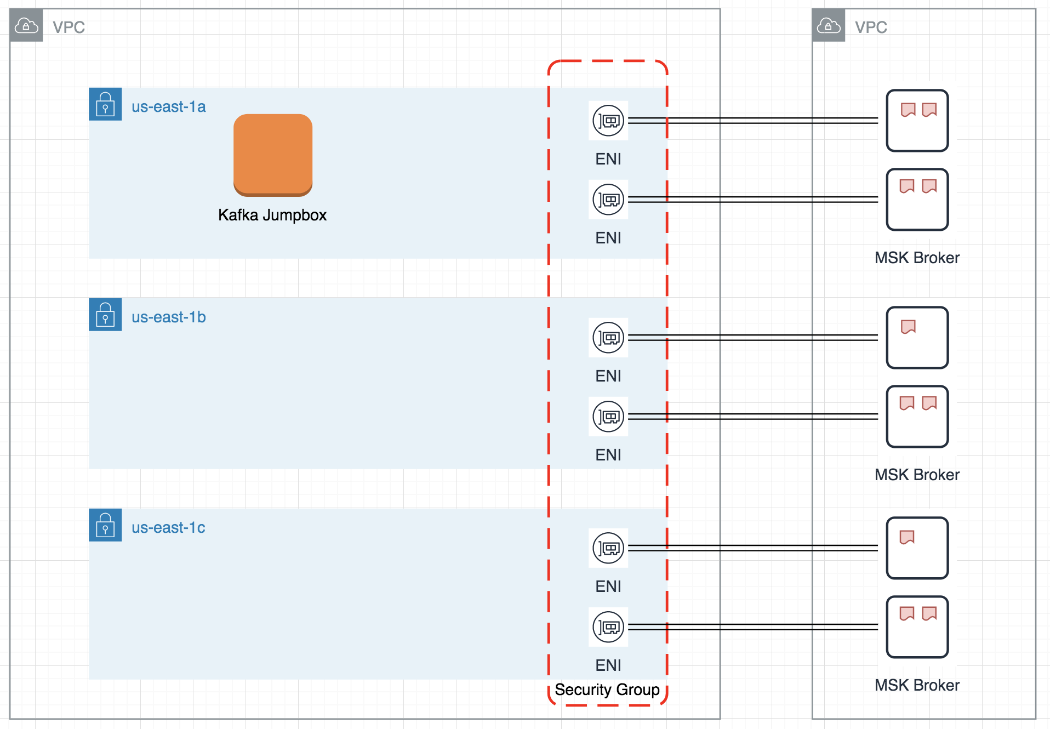 VPC
VPC
us-east-1a
Kafka Jumpbox
ENI
ENI
MSK Broker
us-east-1b
ENI
ENI
MSK Broker
us-east-1c
ENI
ENI
Security Group
MSK Broker